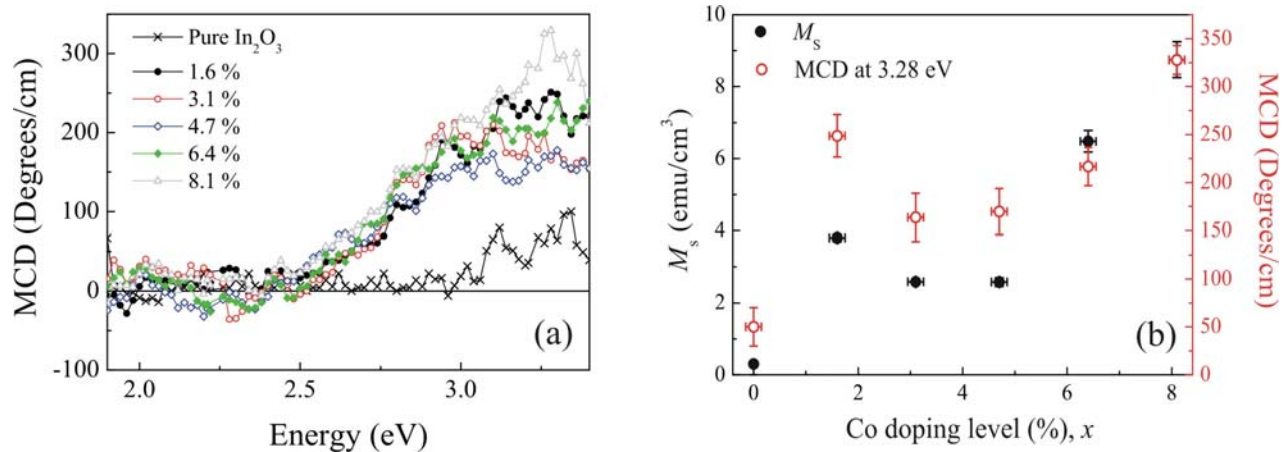 MCD (Degrees/cm)
300
200
100
0
-100
Pure In₂O₃
1.6 %
3.1 %
4.7 %
6.4 %
8.1 %
(a)
2.0 2.5 3.0
Energy (eV)
Mₛ (emu/cm³)
10
8
6
4
2
0
Mₛ
MCD at 3.28 eV
(b)
0 2 4 6 8
Co doping level (%), x
350
300
250
200
150
100
50
0
MCD (Degrees/cm)